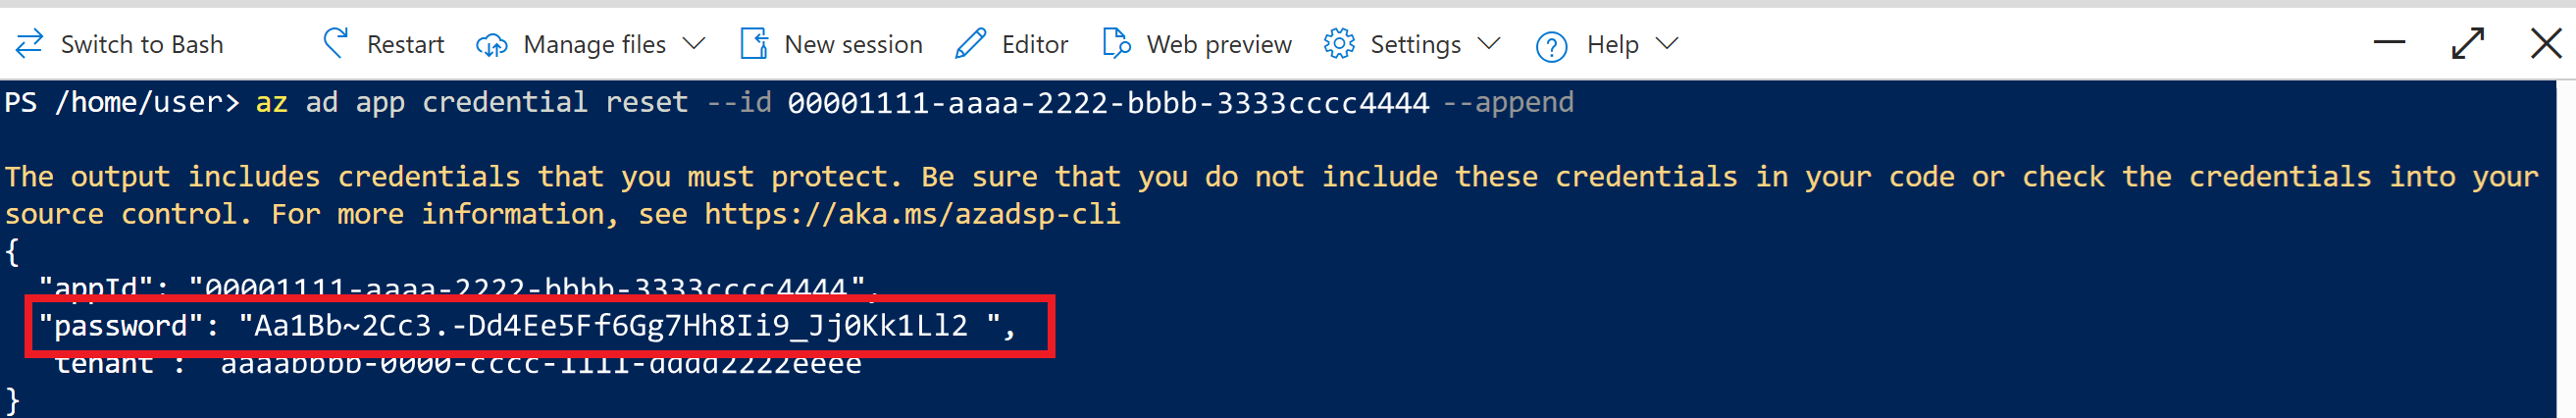 Switch to Bash Restart Manage files New session Editor Web preview Settings Help
PS /home/user> az ad app credential reset --id 00001111-aaaa-2222-bbbb-3333cccc4444 --append
The output includes credentials that you must protect. Be sure that you do not include these credentials in your code or check the credentials into your
source control. For more information, see https://aka.ms/azadsp-cli
{
"appId": "00001111-aaaa-2222-bbbb-3333cccc4444",
"password": "Aa1Bb~2Cc3.-Dd4Ee5Ff6Gg7Hh8Ii9_Jj0Kk1Ll2 ",
tenant : aaaabbbb-0000-cccc-1111-dddd2222eeee
}